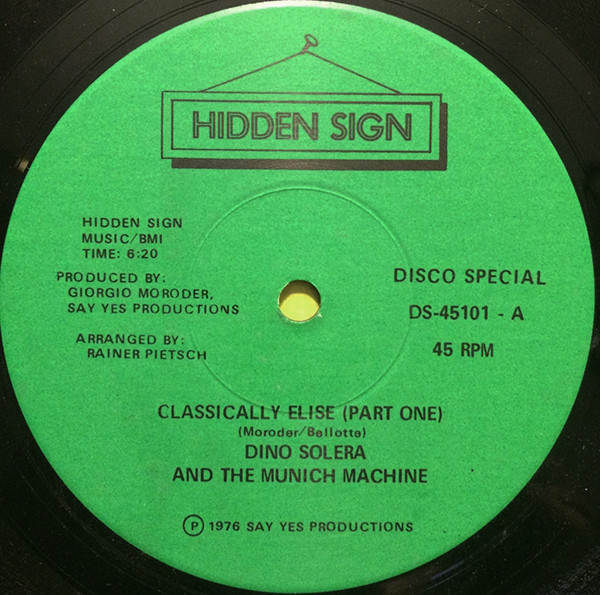 HIDDEN SIGN
HIDDEN SIGN
MUSIC/BMI
TIME: 6:20
PRODUCED BY:
GIORGIO MORODER,
SAY YES PRODUCTIONS
ARRANGED BY:
RAINER PIETSCH
DISCO SPECIAL
DS-45101 - A
45 RPM
CLASSICALLY ELISE (PART ONE)
(Moroder/Bellotte)
DINO SOLERA
AND THE MUNICH MACHINE
Ⓟ 1976 SAY YES PRODUCTIONS